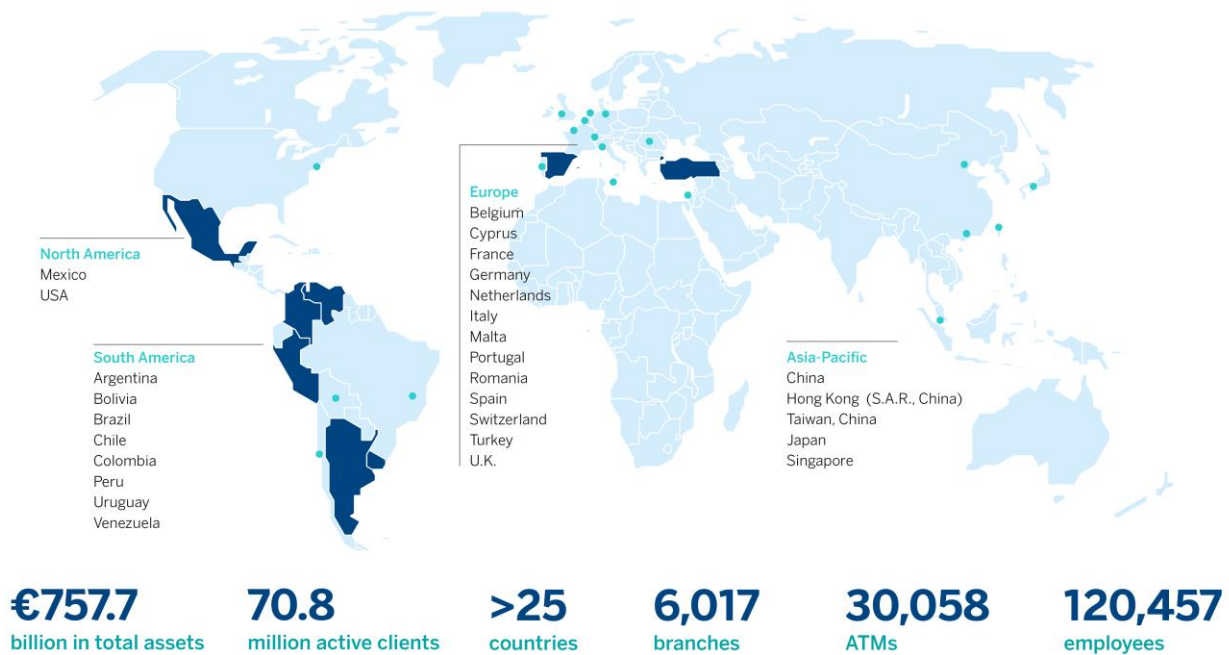 North America
Mexico
USA
South America
Argentina
Bolivia
Brazil
Chile
Colombia
Peru
Uruguay
Venezuela
Europe
Belgium
Cyprus
France
Germany
Netherlands
Italy
Malta
Portugal
Romania
Spain
Switzerland
Turkey
U.K.
Asia-Pacific
China
Hong Kong (S.A.R., China)
Taiwan, China
Japan
Singapore
€757.7
billion in total assets
70.8
million active clients
>25
countries
6,017
branches
30,058
ATMs
120,457
employees